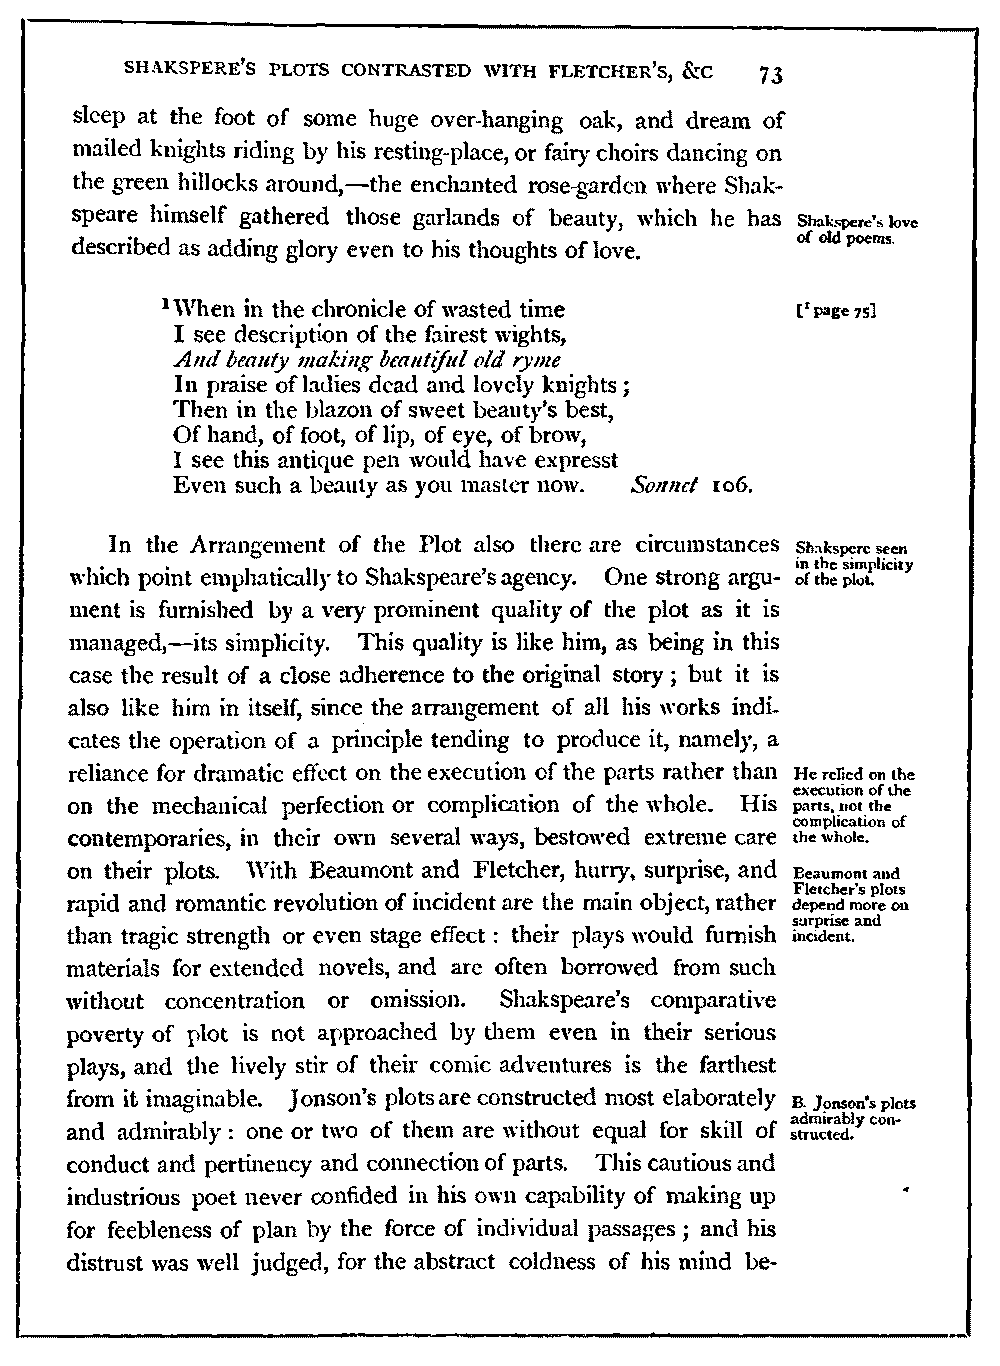 SHAKSPERE'S PLOTS CONTRASTED WITH FLETCHER'S, &C 73
sleep at the foot of some huge over-hanging oak, and dream of
mailed knights riding by his resting-place, or fairy choirs dancing on
the green hillocks around,—the enchanted rose-garden where Shak-
speare himself gathered those garlands of beauty, which he has
described as adding glory even to his thoughts of love.
Shakspere's love
of old poems.
¹When in the chronicle of wasted time
I see description of the fairest wights,
And beauty making beautiful old ryme
In praise of ladies dead and lovely knights ;
Then in the blazon of sweet beauty's best,
Of hand, of foot, of lip, of eye, of brow,
I see this antique pen would have expresst
Even such a beauty as you master now. Sonnet 106.
[¹ page 75]
In the Arrangement of the Plot also there are circumstances
which point emphatically to Shakspeare's agency. One strong argu-
ment is furnished by a very prominent quality of the plot as it is
managed,—its simplicity. This quality is like him, as being in this
case the result of a close adherence to the original story ; but it is
also like him in itself, since the arrangement of all his works indi-
cates the operation of a principle tending to produce it, namely, a
reliance for dramatic effect on the execution of the parts rather than
on the mechanical perfection or complication of the whole. His
contemporaries, in their own several ways, bestowed extreme care
on their plots. With Beaumont and Fletcher, hurry, surprise, and
rapid and romantic revolution of incident are the main object, rather
than tragic strength or even stage effect : their plays would furnish
materials for extended novels, and are often borrowed from such
without concentration or omission. Shakspeare's comparative
poverty of plot is not approached by them even in their serious
plays, and the lively stir of their comic adventures is the farthest
from it imaginable. Jonson's plots are constructed most elaborately
and admirably : one or two of them are without equal for skill of
conduct and pertinency and connection of parts. This cautious and
industrious poet never confided in his own capability of making up
for feebleness of plan by the force of individual passages ; and his
distrust was well judged, for the abstract coldness of his mind be-
Shakspere seen
in the simplicity
of the plot.
He relied on the
execution of the
parts, not the
complication of
the whole.
Beaumont and
Fletcher's plots
depend more on
surprise and
incident.
B. Jonson's plots
admirably con-
structed.